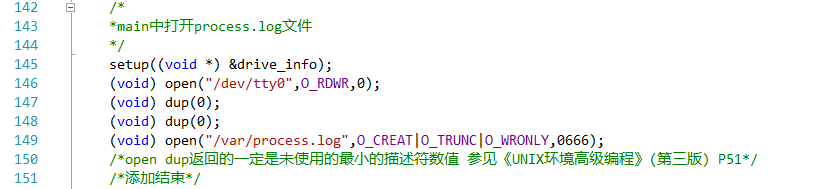 142 /*
143 *main中打开process.log文件
144 */
145 setup((void *) &drive_info);
146 (void) open("/dev/tty0",O_RDWR,0);
147 (void) dup(0);
148 (void) dup(0);
149 (void) open("/var/process.log",O_CREAT|O_TRUNC|O_WRONLY,0666);
150 /*open dup返回的一定是未使用的最小的描述符数值 参见《UNIX环境高级编程》(第三版) P51*/
151 /*添加结束*/